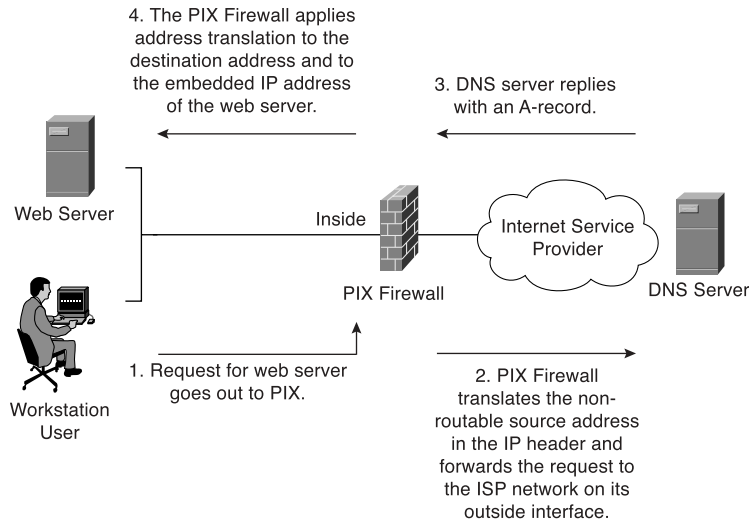 4. The PIX Firewall applies
address translation to the
destination address and to
the embedded IP address
of the web server.
3. DNS server replies
with an A-record.
Web Server
Inside
Internet Service
Provider
PIX Firewall
DNS Server
1. Request for web server
goes out to PIX.
Workstation
User
2. PIX Firewall
translates the non-
routable source address
in the IP header and
forwards the request to
the ISP network on its
outside interface.